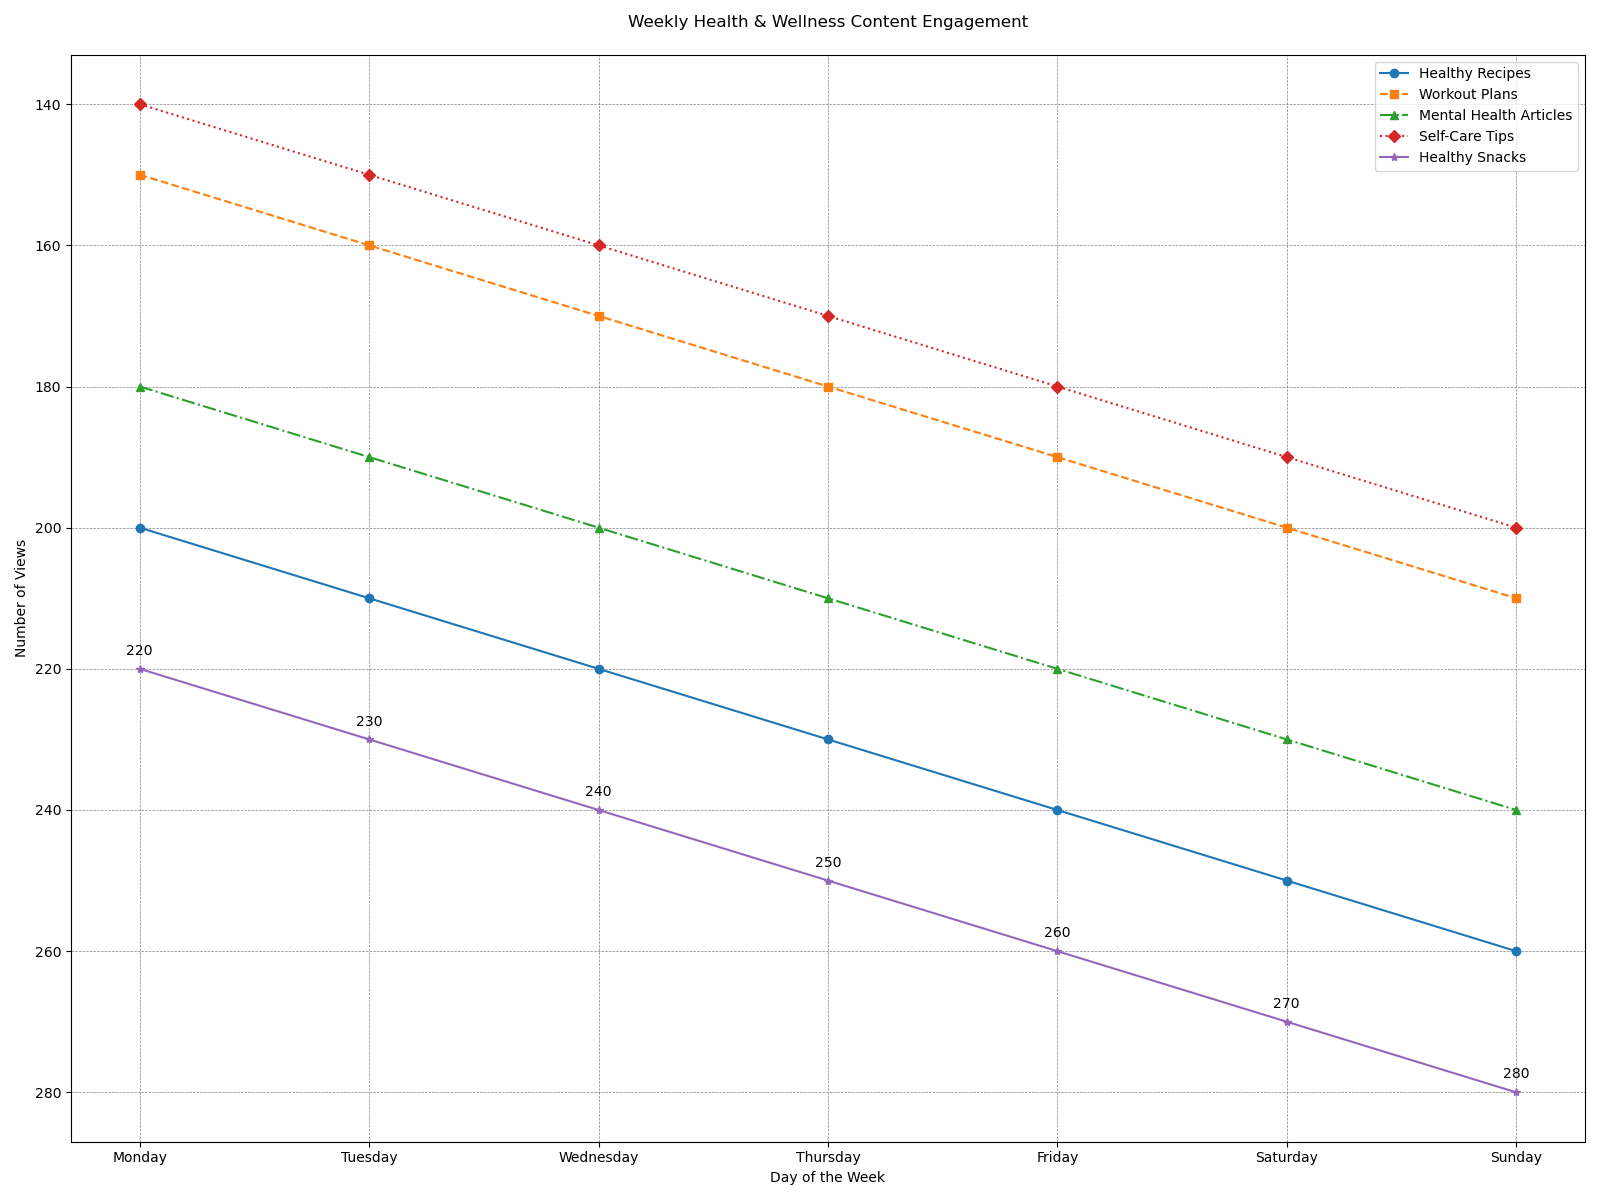 Weekly Health & Wellness Content Engagement
Healthy Recipes
Workout Plans
Mental Health Articles
Self-Care Tips
Healthy Snacks
Number of Views
140
160
180
200
220
240
260
280
220
230
240
250
260
270
280
Monday
Tuesday
Wednesday
Thursday
Friday
Saturday
Sunday
Day of the Week